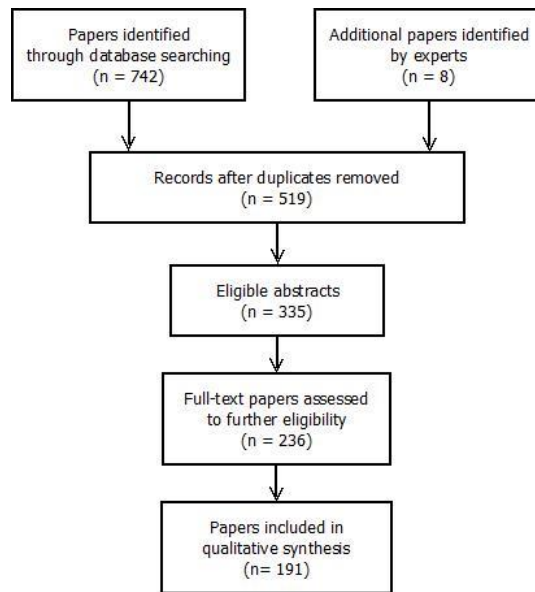 Papers identified
through database searching
(n = 742)
Additional papers identified
by experts
(n = 8)
Records after duplicates removed
(n = 519)
Eligible abstracts
(n = 335)
Full-text papers assessed
to further eligibility
(n = 236)
Papers included in
qualitative synthesis
(n= 191)